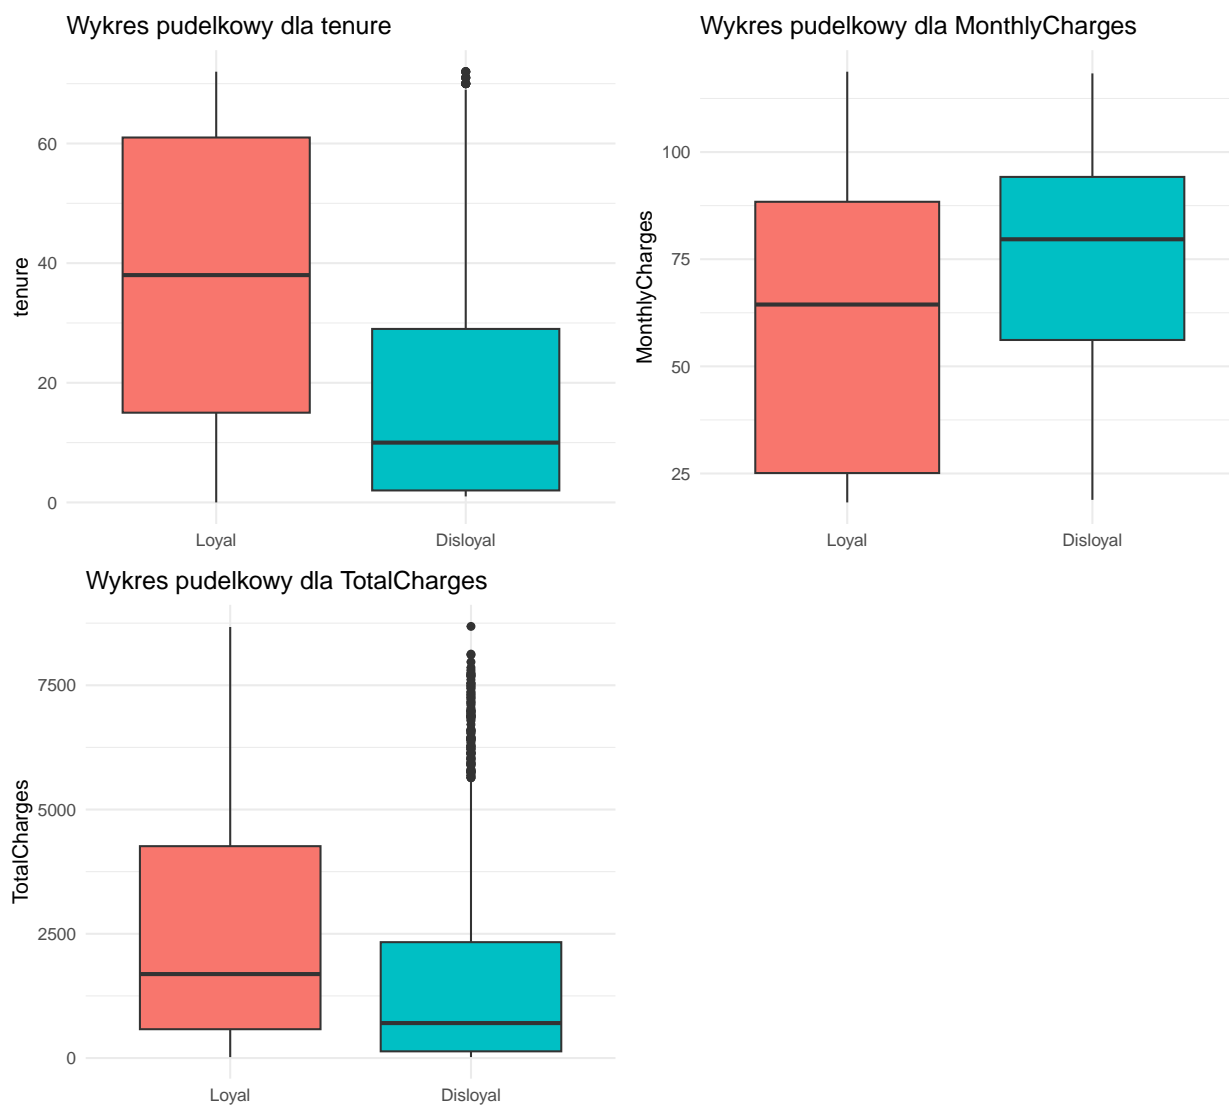 Wykres pudelkowy dla tenure
tenure
60
40
20
0
Loyal
Disloyal
Wykres pudelkowy dla MonthlyCharges
MonthlyCharges
100
75
50
25
Loyal
Disloyal
Wykres pudelkowy dla TotalCharges
TotalCharges
7500
5000
2500
0
Loyal
Disloyal